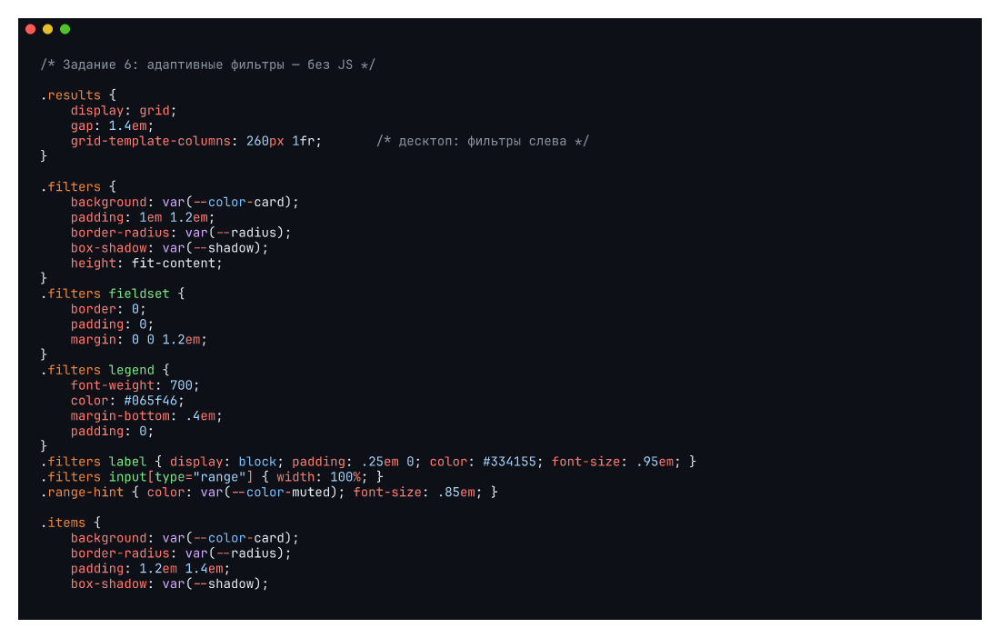 /* Задание 6: адаптивные фильтры — без JS */
.results {
    display: grid;
    gap: 1.4em;
    grid-template-columns: 260px 1fr;       /* десктоп: фильтры слева */
}
.filters {
    background: var(--color-card);
    padding: 1em 1.2em;
    border-radius: var(--radius);
    box-shadow: var(--shadow);
    height: fit-content;
}
.filters fieldset {
    border: 0;
    padding: 0;
    margin: 0 0 1.2em;
}
.filters legend {
    font-weight: 700;
    color: #065f46;
    margin-bottom: .4em;
    padding: 0;
}
.filters label { display: block; padding: .25em 0; color: #334155; font-size: .95em; }
.filters input[type="range"] { width: 100%; }
.range-hint { color: var(--color-muted); font-size: .85em; }
.items {
    background: var(--color-card);
    border-radius: var(--radius);
    padding: 1.2em 1.4em;
    box-shadow: var(--shadow);